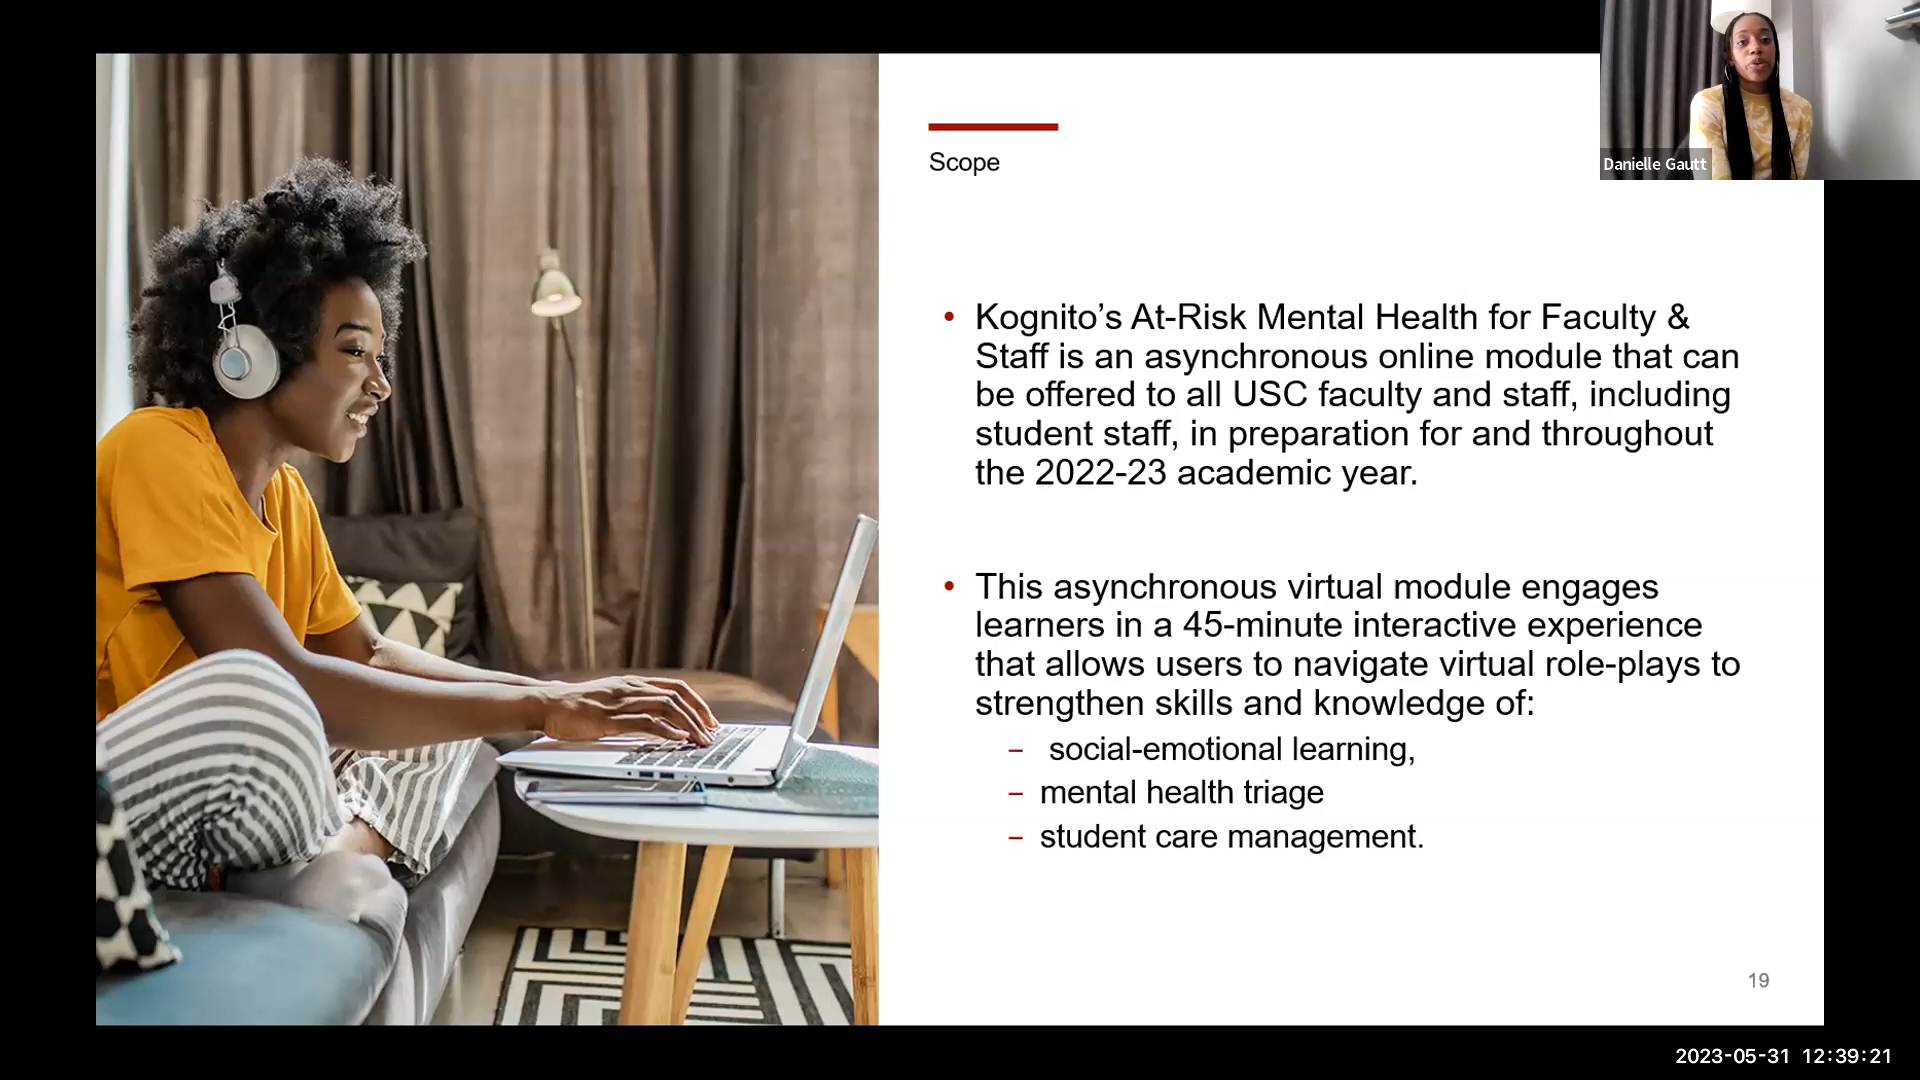 Scope
Danielle Gautt
• Kognito’s At-Risk Mental Health for Faculty &
Staff is an asynchronous online module that can
be offered to all USC faculty and staff, including
student staff, in preparation for and throughout
the 2022-23 academic year.
• This asynchronous virtual module engages
learners in a 45-minute interactive experience
that allows users to navigate virtual role-plays to
strengthen skills and knowledge of:
– social-emotional learning,
– mental health triage
– student care management.
19
2023-05-31 12:39:21